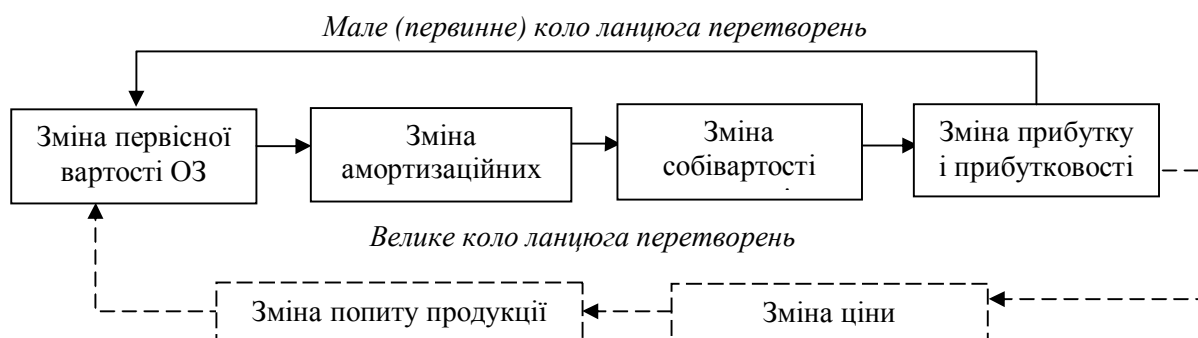 Мале (первинне) коло ланцюга перетворень
Зміна первісної
вартості ОЗ
Зміна
амортизаційних
Зміна
собівартості
Зміна прибутку
і прибутковості
Велике коло ланцюга перетворень
Зміна попиту продукції
Зміна ціни